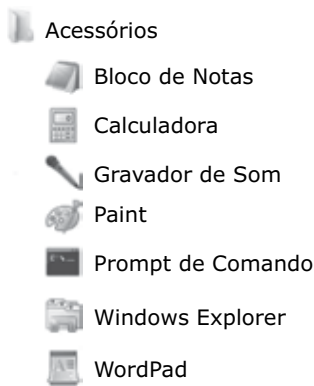 Acessórios
Bloco de Notas
Calculadora
Gravador de Som
Paint
Prompt de Comando
Windows Explorer
WordPad